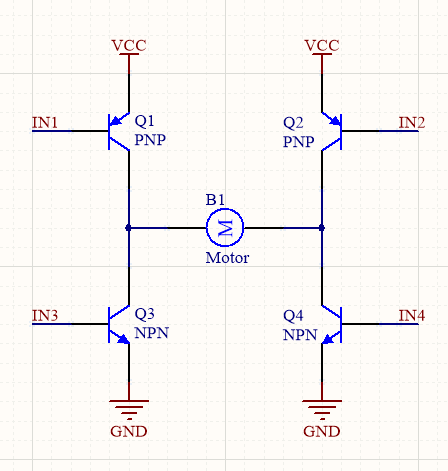 VCC
VCC
IN1
Q1
PNP
Q2
PNP
IN2
B1
M
Motor
IN3
Q3
NPN
Q4
NPN
IN4
GND
GND